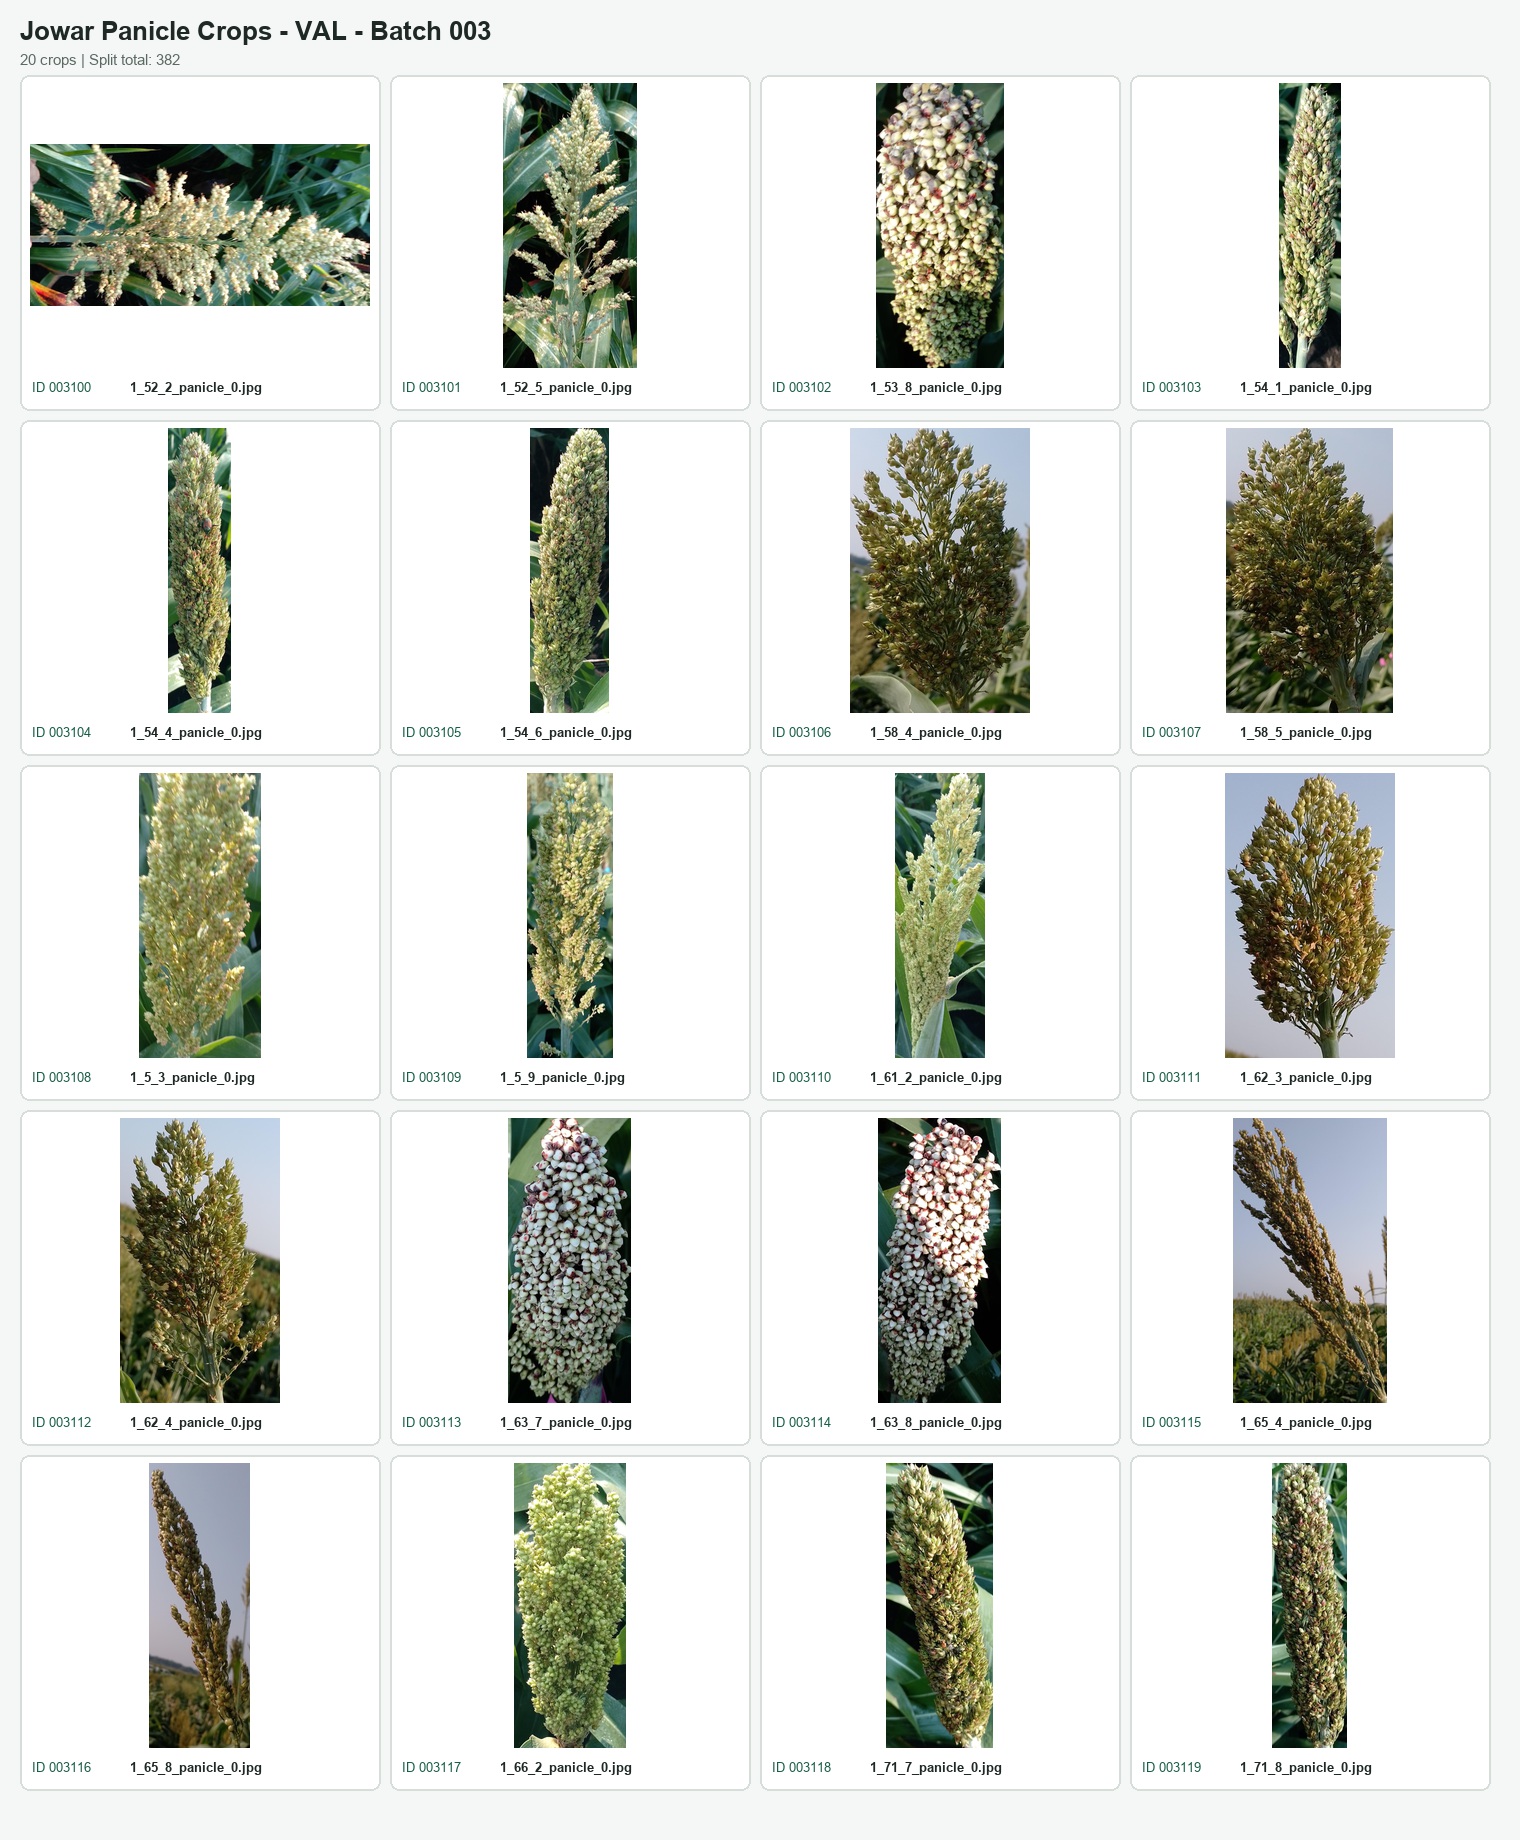 Jowar Panicle Crops - VAL - Batch 003
20 crops | Split total: 382
ID 003100 1_52_2_panicle_0.jpg
ID 003101 1_52_5_panicle_0.jpg
ID 003102 1_53_8_panicle_0.jpg
ID 003103 1_54_1_panicle_0.jpg
ID 003104 1_54_4_panicle_0.jpg
ID 003105 1_54_6_panicle_0.jpg
ID 003106 1_58_4_panicle_0.jpg
ID 003107 1_58_5_panicle_0.jpg
ID 003108 1_5_3_panicle_0.jpg
ID 003109 1_5_9_panicle_0.jpg
ID 003110 1_61_2_panicle_0.jpg
ID 003111 1_62_3_panicle_0.jpg
ID 003112 1_62_4_panicle_0.jpg
ID 003113 1_63_7_panicle_0.jpg
ID 003114 1_63_8_panicle_0.jpg
ID 003115 1_65_4_panicle_0.jpg
ID 003116 1_65_8_panicle_0.jpg
ID 003117 1_66_2_panicle_0.jpg
ID 003118 1_71_7_panicle_0.jpg
ID 003119 1_71_8_panicle_0.jpg